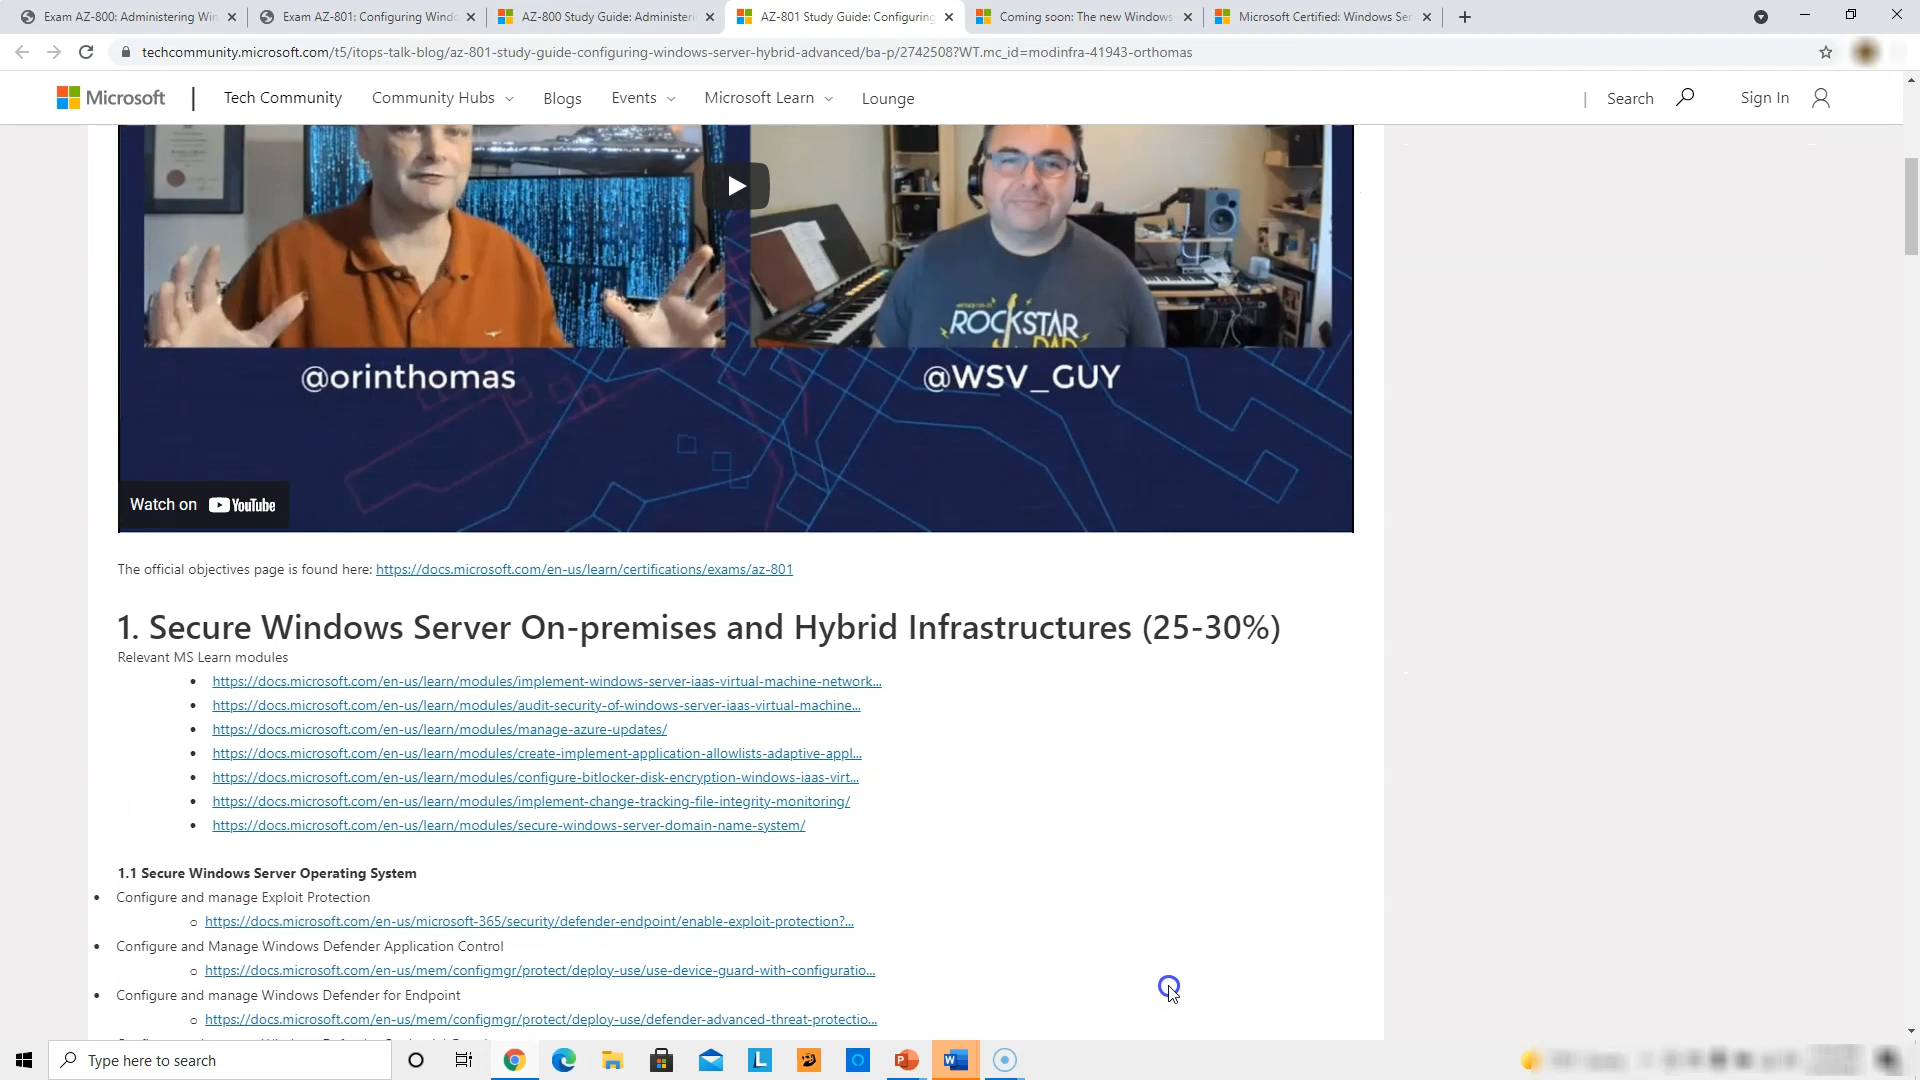 Exam AZ-800: Administering Win
Exam AZ-801: Configuring Windo
AZ-800 Study Guide: Administeri
AZ-801 Study Guide: Configuring
Coming soon: The new Windows
Microsoft Certified: Windows Ser
techcommunity.microsoft.com/t5/itops-talk-blog/az-801-study-guide-configuring-windows-server-hybrid-advanced/ba-p/2742508?WT.mc_id=modinfra-41943-orthomas
Microsoft | Tech Community Community Hubs Blogs Events Microsoft Learn Lounge | Search Sign In
ROCKSTAR
DAD
@orinthomas
@WSV_GUY
Watch on YouTube
The official objectives page is found here: https://docs.microsoft.com/en-us/learn/certifications/exams/az-801
1. Secure Windows Server On-premises and Hybrid Infrastructures (25-30%)
Relevant MS Learn modules
https://docs.microsoft.com/en-us/learn/modules/implement-windows-server-iaas-virtual-machine-network...
https://docs.microsoft.com/en-us/learn/modules/audit-security-of-windows-server-iaas-virtual-machine...
https://docs.microsoft.com/en-us/learn/modules/manage-azure-updates/
https://docs.microsoft.com/en-us/learn/modules/create-implement-application-allowlists-adaptive-appl...
https://docs.microsoft.com/en-us/learn/modules/configure-bitlocker-disk-encryption-windows-iaas-virt...
https://docs.microsoft.com/en-us/learn/modules/implement-change-tracking-file-integrity-monitoring/
https://docs.microsoft.com/en-us/learn/modules/secure-windows-server-domain-name-system/
1.1 Secure Windows Server Operating System
Configure and manage Exploit Protection
https://docs.microsoft.com/en-us/microsoft-365/security/defender-endpoint/enable-exploit-protection?...
Configure and Manage Windows Defender Application Control
https://docs.microsoft.com/en-us/mem/configmgr/protect/deploy-use/use-device-guard-with-configuratio...
Configure and manage Windows Defender for Endpoint
https://docs.microsoft.com/en-us/mem/configmgr/protect/deploy-use/defender-advanced-threat-protectio...
Type here to search